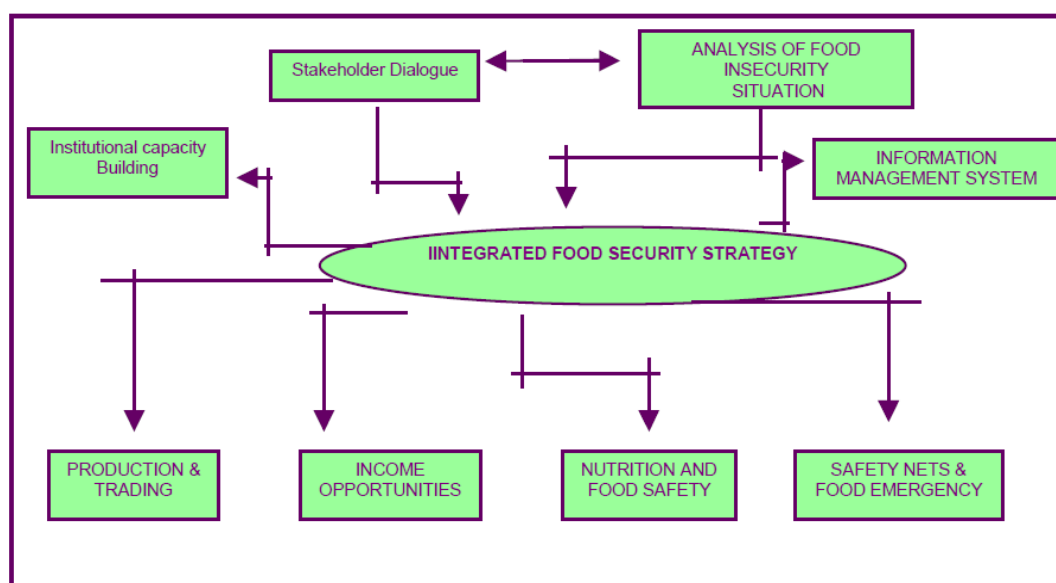 Stakeholder Dialogue
ANALYSIS OF FOOD
INSECURITY
SITUATION
Institutional capacity
Building
INFORMATION
MANAGEMENT SYSTEM
IINTEGRATED FOOD SECURITY STRATEGY
PRODUCTION &
TRADING
INCOME
OPPORTUNITIES
NUTRITION AND
FOOD SAFETY
SAFETY NETS &
FOOD EMERGENCY